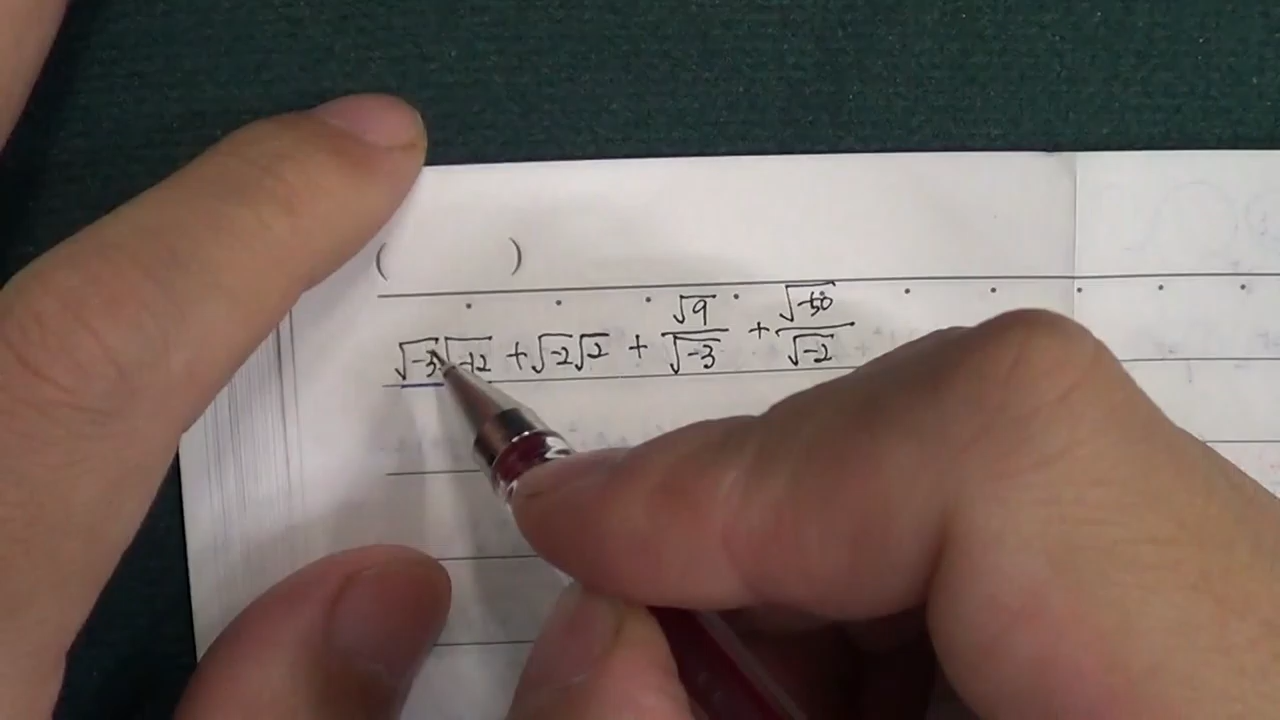 ( )
√-3√-12 + √-2√2 + √9/√-3 + √-50/√-2